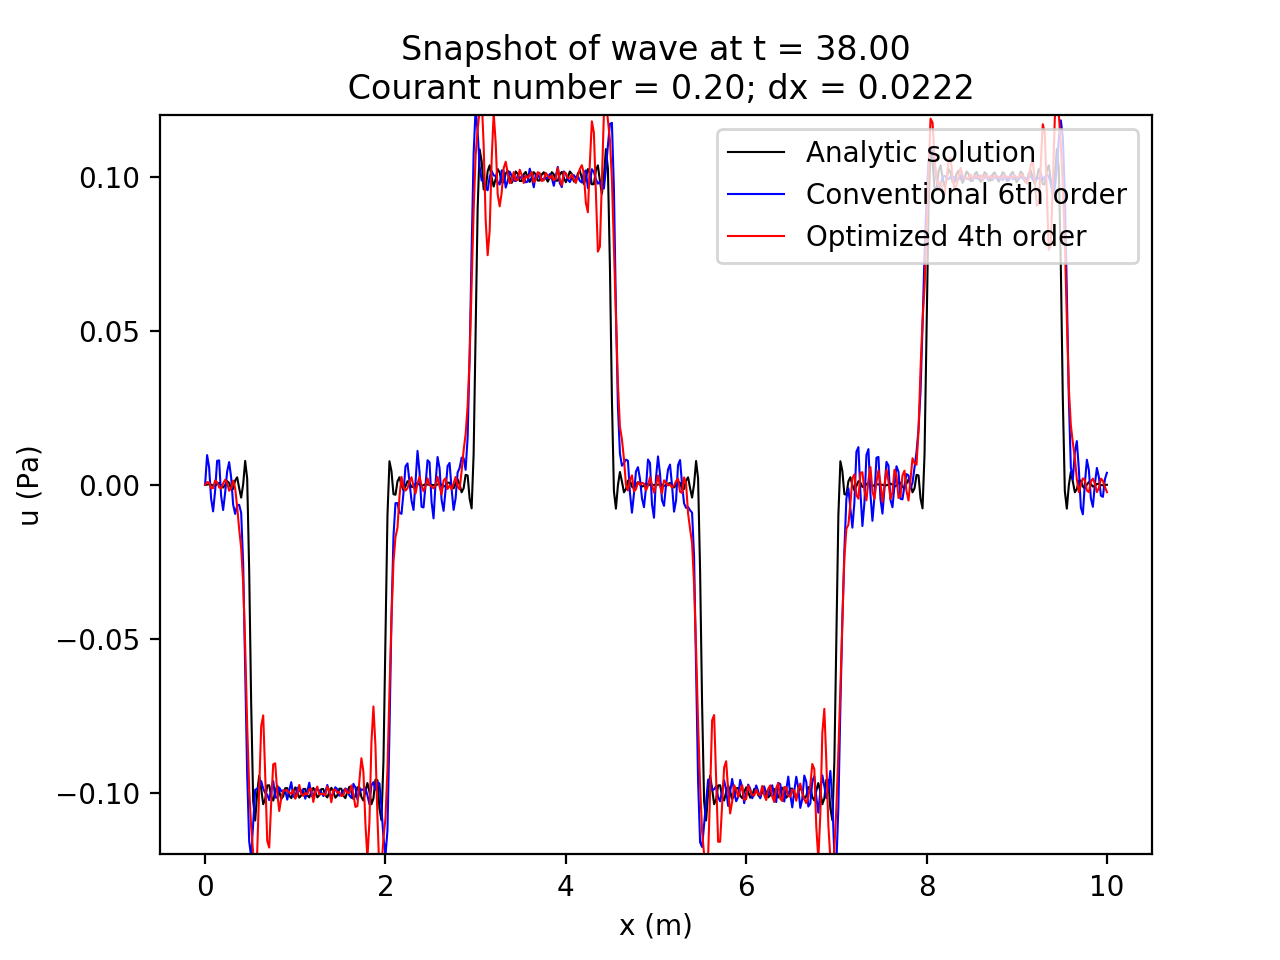 Snapshot of wave at t = 38.00
Courant number = 0.20; dx = 0.0222
Analytic solution
Conventional 6th order
Optimized 4th order
0.10
0.05
0.00
−0.05
−0.10
u (Pa)
0 2 4 6 8 10
x (m)